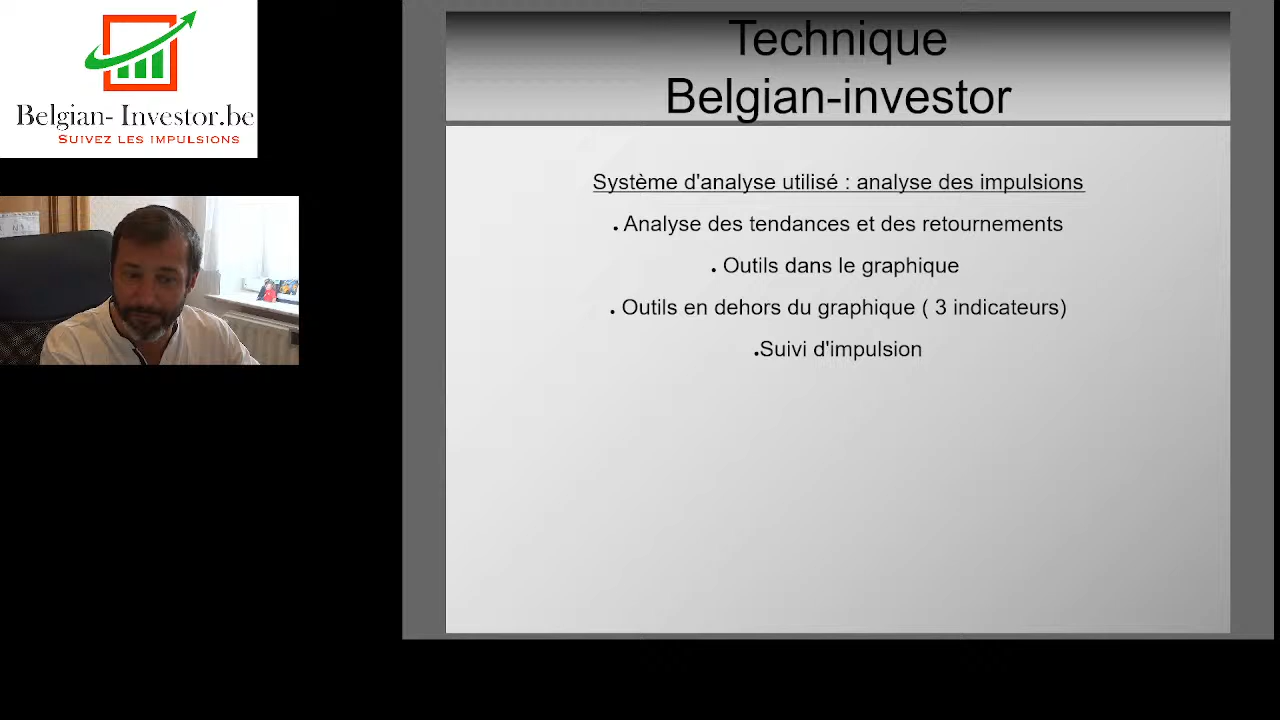 Belgian- Investor.be
SUIVEZ LES IMPULSIONS
Technique
Belgian-investor
Système d'analyse utilisé : analyse des impulsions
• Analyse des tendances et des retournements
• Outils dans le graphique
• Outils en dehors du graphique ( 3 indicateurs)
•Suivi d'impulsion